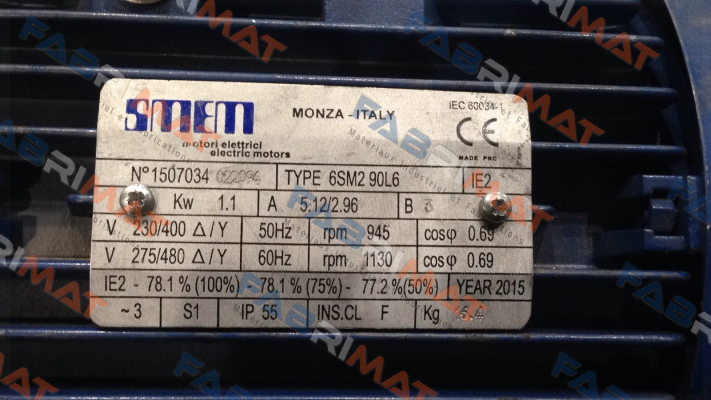 SMEM
motori elettrici
electric motors
MONZA - ITALY
IEC 60034-1
CE
MADE PRC
N° 1507034 022094 TYPE 6SM2 90L6 IE2
Kw 1.1 A 5.12/2.96 B 3
V 230/400 Δ/Y 50Hz rpm 945 cosφ 0.69
V 275/480 Δ/Y 60Hz rpm 1130 cosφ 0.69
IE2 - 78.1 % (100%) - 78.1 % (75%) - 77.2 % (50%) YEAR 2015
~ 3 S1 IP 55 INS.CL F Kg
FABRIMAT